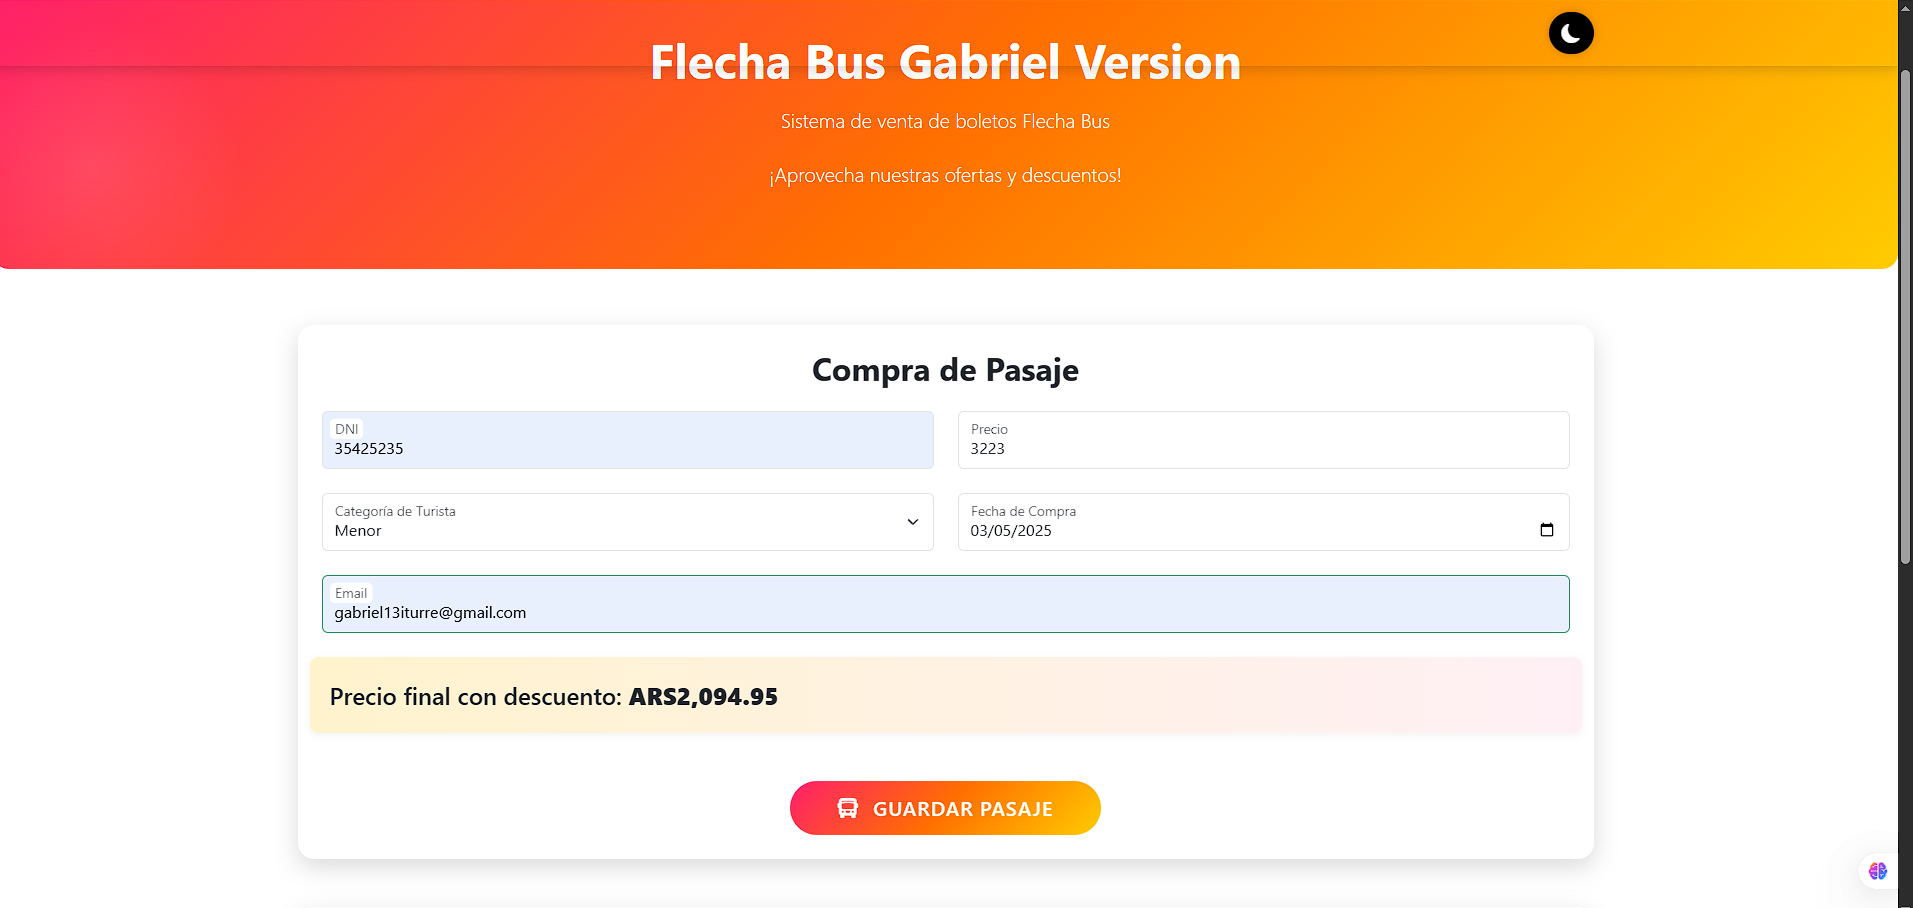 Flecha Bus Gabriel Version
Sistema de venta de boletos Flecha Bus
¡Aprovecha nuestras ofertas y descuentos!
Compra de Pasaje
DNI
35425235
Precio
3223
Categoría de Turista
Menor
Fecha de Compra
03/05/2025
Email
gabriel13iturre@gmail.com
Precio final con descuento: ARS2,094.95
GUARDAR PASAJE